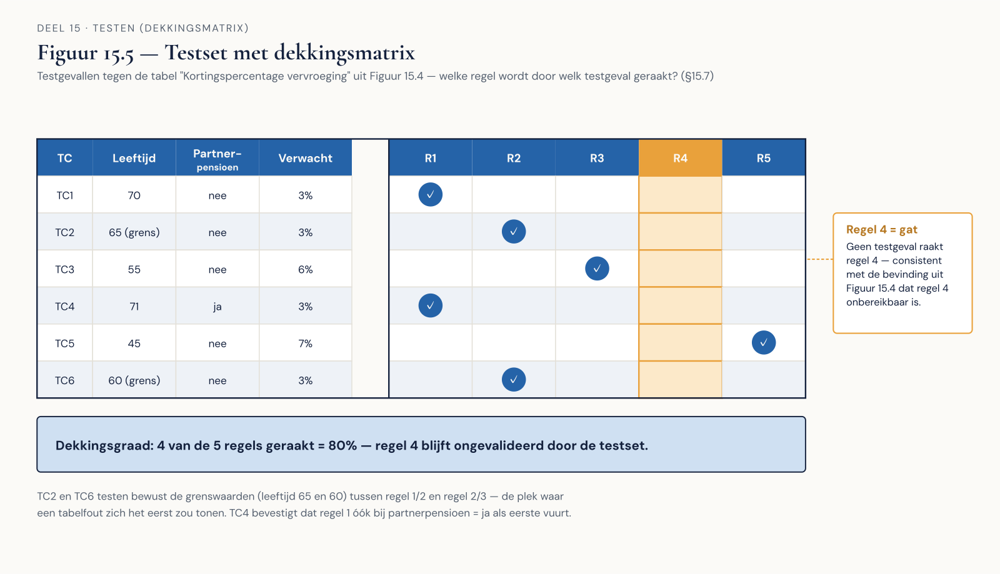 DEEL 15 · TESTEN (DEKKINGSMATRIX)
Figuur 15.5 — Testset met dekkingsmatrix
Testgevallen tegen de tabel "Kortingspercentage vervroeging" uit Figuur 15.4 — welke regel wordt door welk testgeval geraakt? (§15.7)
TC Leeftijd Partner- pensioen Verwacht R1 R2 R3 R4 R5
TC1 70 nee 3% ✓
TC2 65 (grens) nee 3% ✓
TC3 55 nee 6% ✓
TC4 71 ja 3% ✓
TC5 45 nee 7% ✓
TC6 60 (grens) nee 3% ✓
Regel 4 = gat
Geen testgeval raakt
regel 4 — consistent
met de bevinding uit
Figuur 15.4 dat regel 4
onbereikbaar is.
Dekkingsgraad: 4 van de 5 regels geraakt = 80% — regel 4 blijft ongevalideerd door de testset.
TC2 en TC6 testen bewust de grenswaarden (leeftijd 65 en 60) tussen regel 1/2 en regel 2/3 — de plek waar
een tabelfout zich het eerst zou tonen. TC4 bevestigt dat regel 1 óók bij partnerpensioen = ja als eerste vuurt.